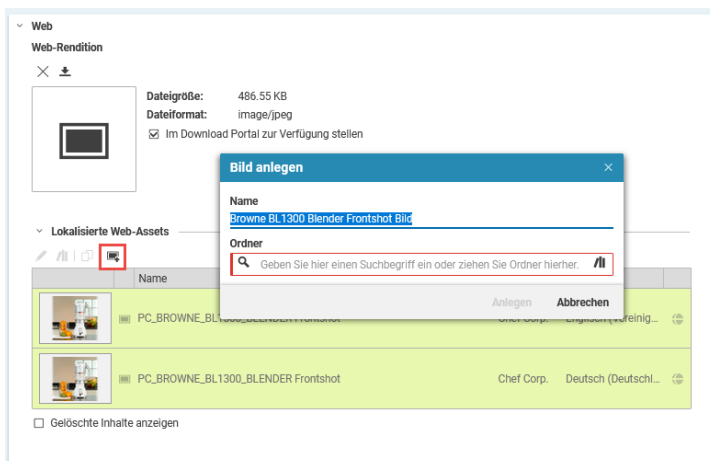 Web
Web-Rendition
Dateigröße: 486.55 KB
Dateiformat: image/jpeg
Im Download Portal zur Verfügung stellen
Bild anlegen
Name
Browne BL1300 Blender Frontshot Bild
Ordner
Geben Sie hier einen Suchbegriff ein oder ziehen Sie Ordner hierher.
Anlegen Abbrechen
Lokalisierte Web-Assets
Name
PC_BROWNE_BL1300_BLENDER Frontshot Chef Corp. Englisch (Vereinig...
PC_BROWNE_BL1300_BLENDER Frontshot Chef Corp. Deutsch (Deutschl...
Gelöschte Inhalte anzeigen